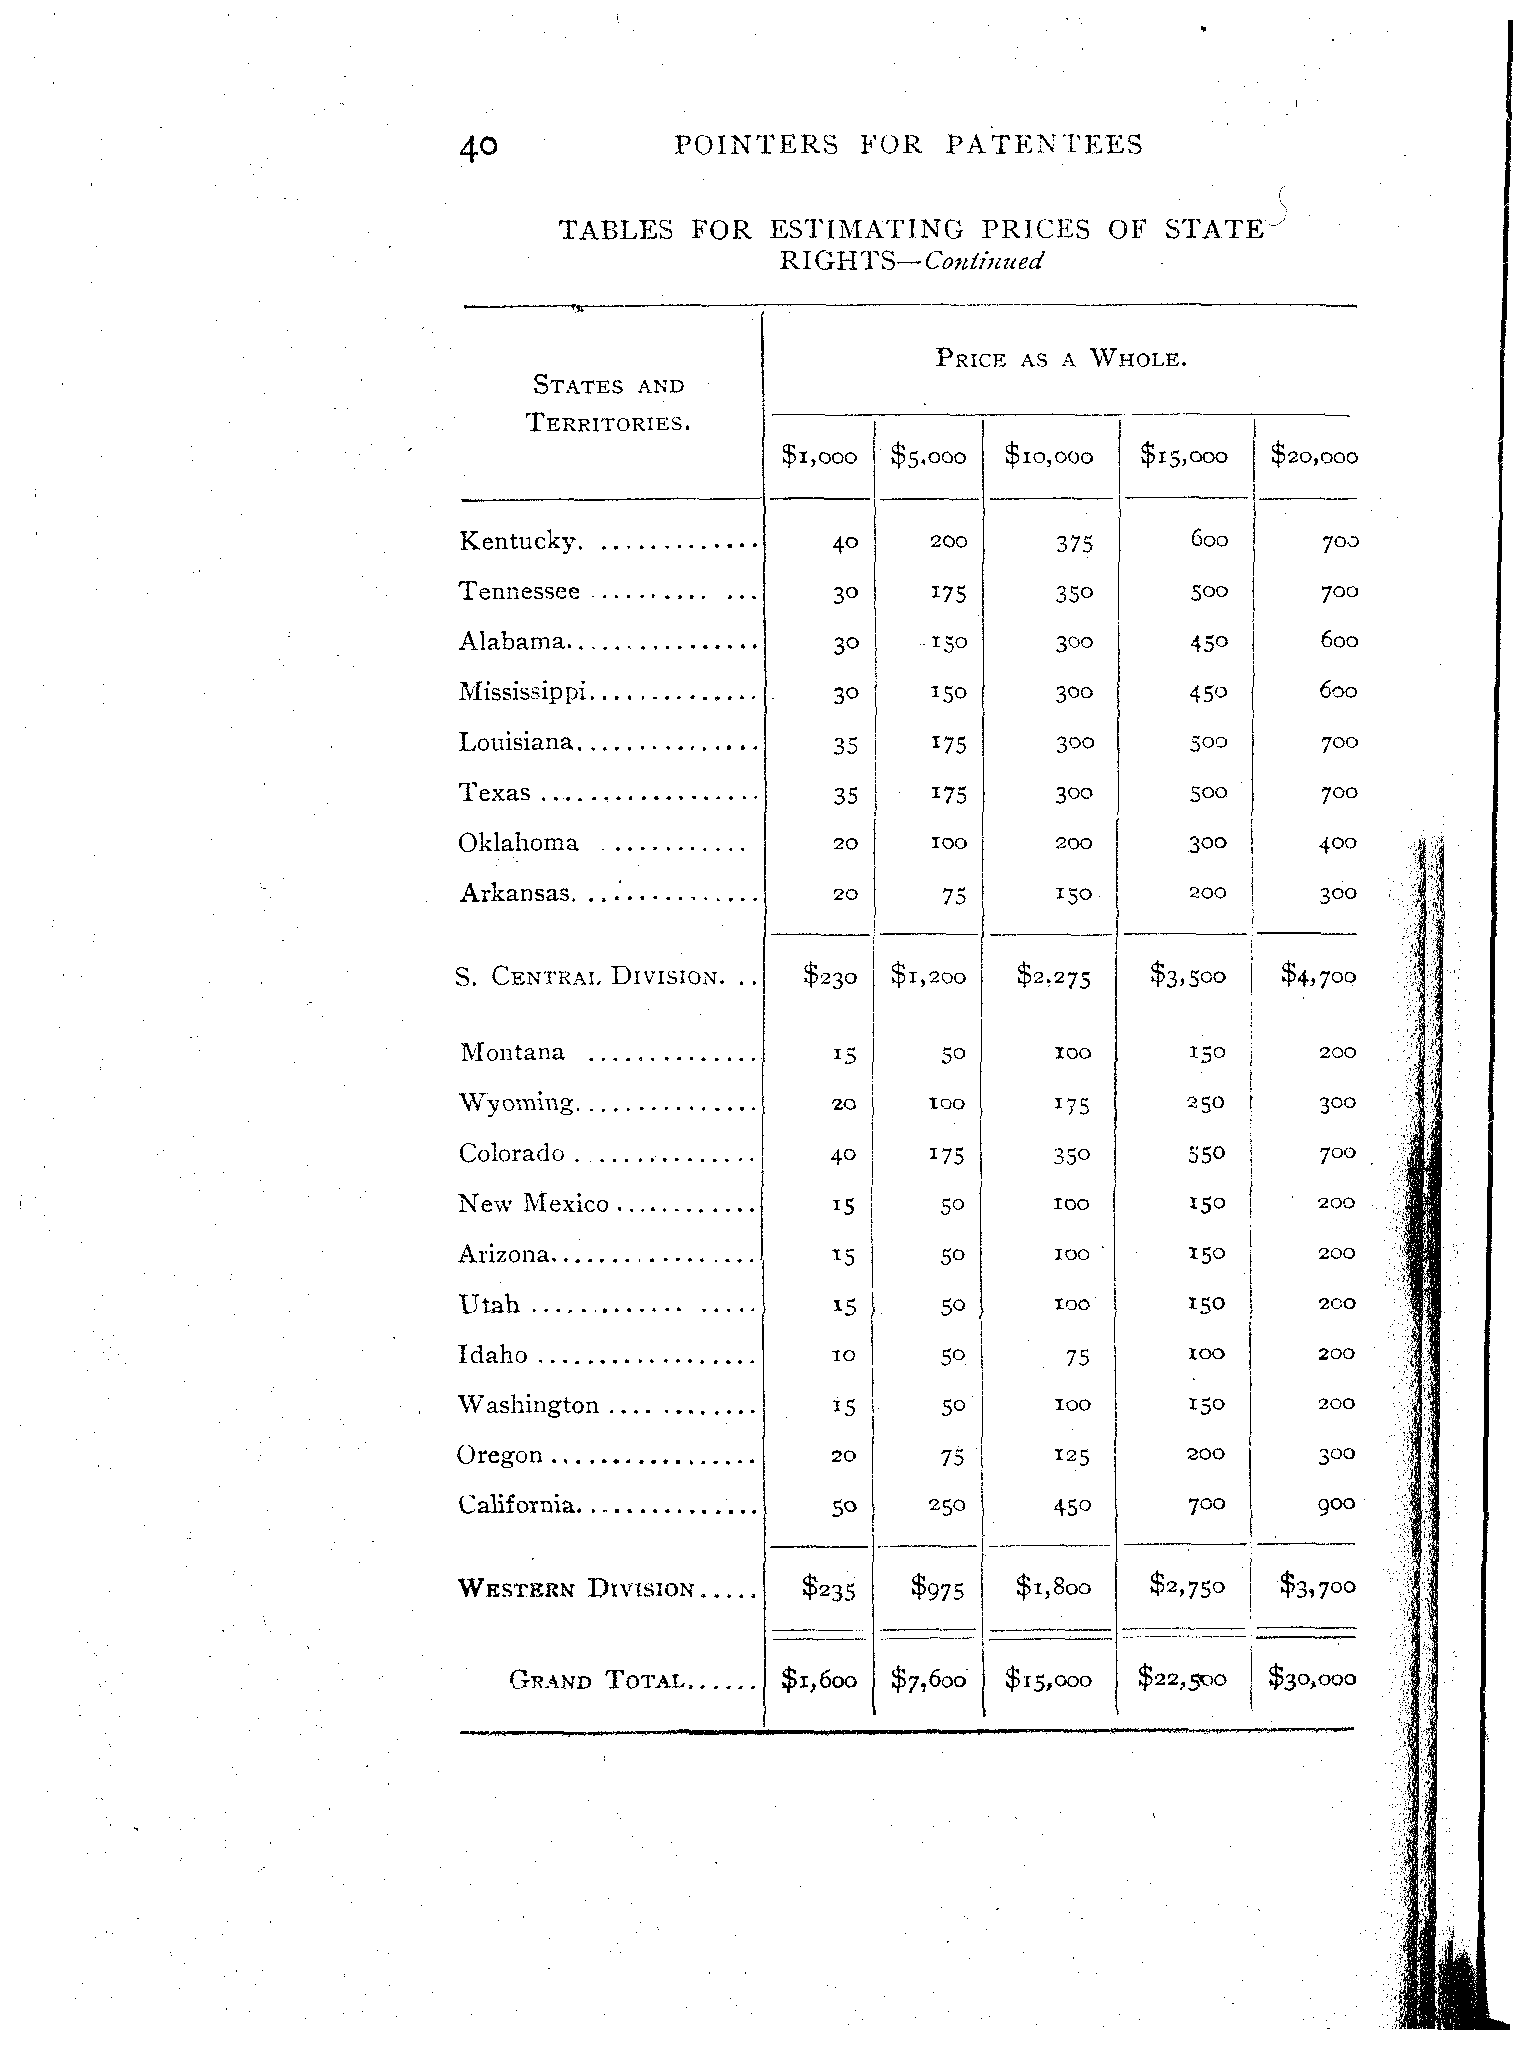 40 POINTERS FOR PATENTEES
TABLES FOR ESTIMATING PRICES OF STATE
RIGHTS—Continued
STATES AND
TERRITORIES.
PRICE AS A WHOLE.
$1,000 $5,000 $10,000 $15,000 $20,000
Kentucky. ............. 40 200 375 600 700
Tennessee .......... ... 30 175 350 500 700
Alabama................ 30 150 300 450 600
Mississippi.............. 30 150 300 450 600
Louisiana............... 35 175 300 500 700
Texas .................. 35 175 300 500 700
Oklahoma ........... 20 100 200 300 400
Arkansas. .............. 20 75 150 200 300
S. CENTRAL DIVISION. .. $230 $1,200 $2.275 $3,500 $4,700
Montana .............. 15 50 100 150 200
Wyoming............... 20 100 175 250 300
Colorado . ............. 40 175 350 550 700
New Mexico ............ 15 50 100 150 200
Arizona................. 15 50 100 150 200
Utah ............. ..... 15 50 100 150 200
Idaho .................. 10 50 75 100 200
Washington .... ........ 15 50 100 150 200
Oregon ................. 20 75 125 200 300
California............... 50 250 450 700 900
WESTERN DIVISION..... $235 $975 $1,800 $2,750 $3,700
GRAND TOTAL...... $1,600 $7,600 $15,000 $22,500 $30,000